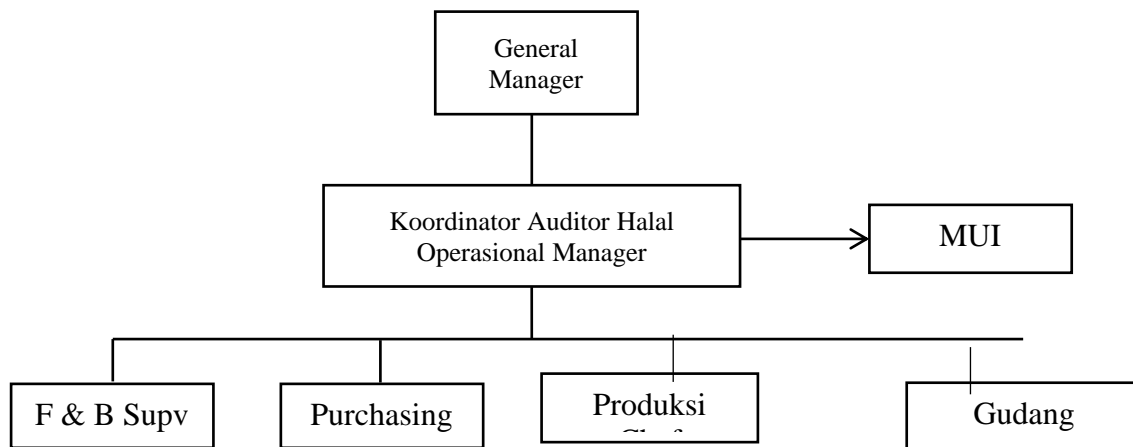 General
Manager
Koordinator Auditor Halal
Operasional Manager
MUI
F & B Supv
Purchasing
Produksi
Gudang